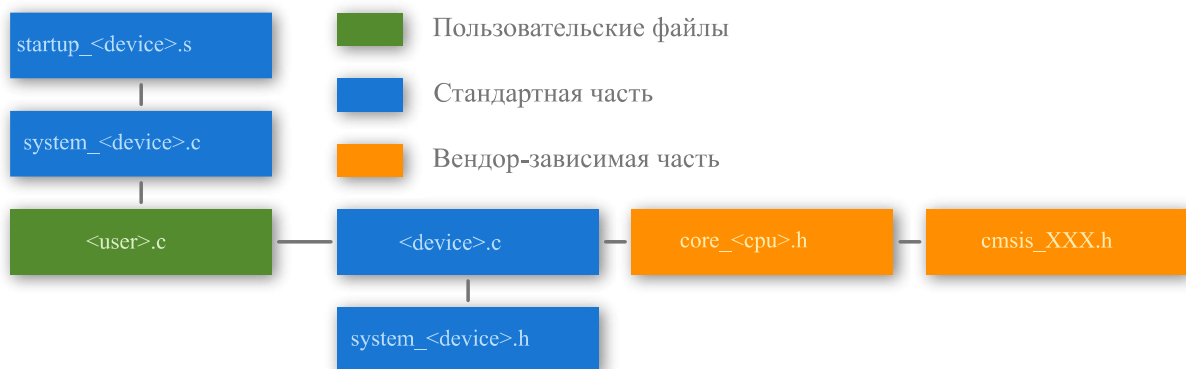 startup_<device>.s
Пользовательские файлы
system_<device>.c
Стандартная часть
Вендор-зависимая часть
<user>.c
<device>.c
core_<cpu>.h
cmsis_XXX.h
system_<device>.h